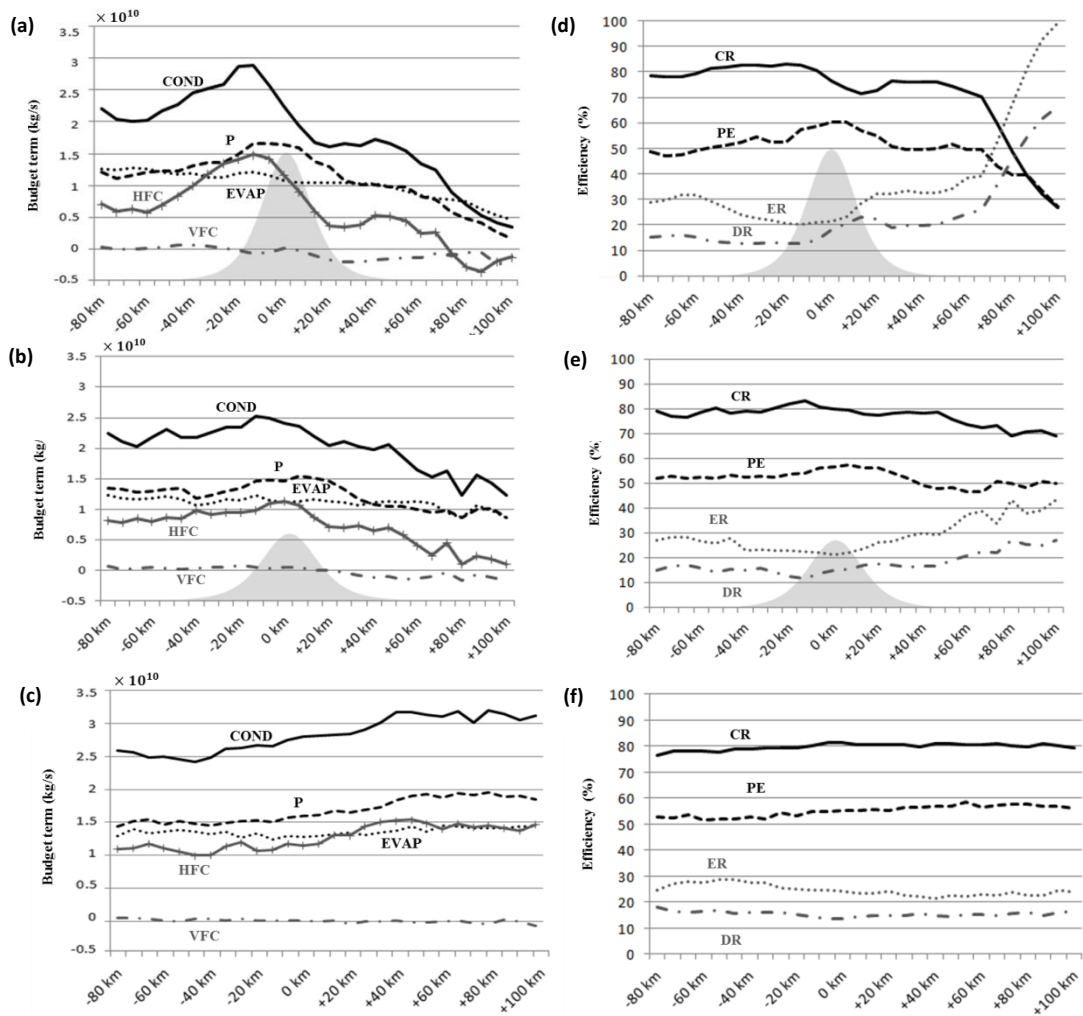 (a)
× 10¹⁰
Budget term (kg/s)
3.5
3
2.5
2
1.5
1
0.5
0
-0.5
COND
P
HFC
EVAP
VFC
-80 km
-60 km
-40 km
-20 km
0 km
+20 km
+40 km
+60 km
+80 km
+100 km
(d)
Efficiency (%)
100
90
80
70
60
50
40
30
20
10
0
CR
PE
ER
DR
-80 km
-60 km
-40 km
-20 km
0 km
+20 km
+40 km
+60 km
+80 km
+100 km
(b)
× 10¹⁰
Budget term (kg/
3.5
3
2.5
2
1.5
1
0.5
0
-0.5
COND
P
EVAP
HFC
VFC
-80 km
-60 km
-40 km
-20 km
0 km
+20 km
+40 km
+60 km
+80 km
+100 km
(e)
Efficiency (%
100
90
80
70
60
50
40
30
20
10
0
CR
PE
ER
DR
-80 km
-60 km
-40 km
-20 km
0 km
+20 km
+40 km
+60 km
+80 km
+100 km
(c)
× 10¹⁰
Budget term (kg/s)
3.5
3
2.5
2
1.5
1
0
-0.5
COND
P
EVAP
HFC
VFC
-80 km
-60 km
-40 km
-20 km
0 km
+20 km
+40 km
+60 km
+80 km
+100 km
(f)
Efficiency (%)
100
90
80
70
60
50
40
30
20
10
0
CR
PE
ER
DR
-80 km
-60 km
-40 km
-20 km
0 km
+20 km
+40 km
+60 km
+80 km
+100 km